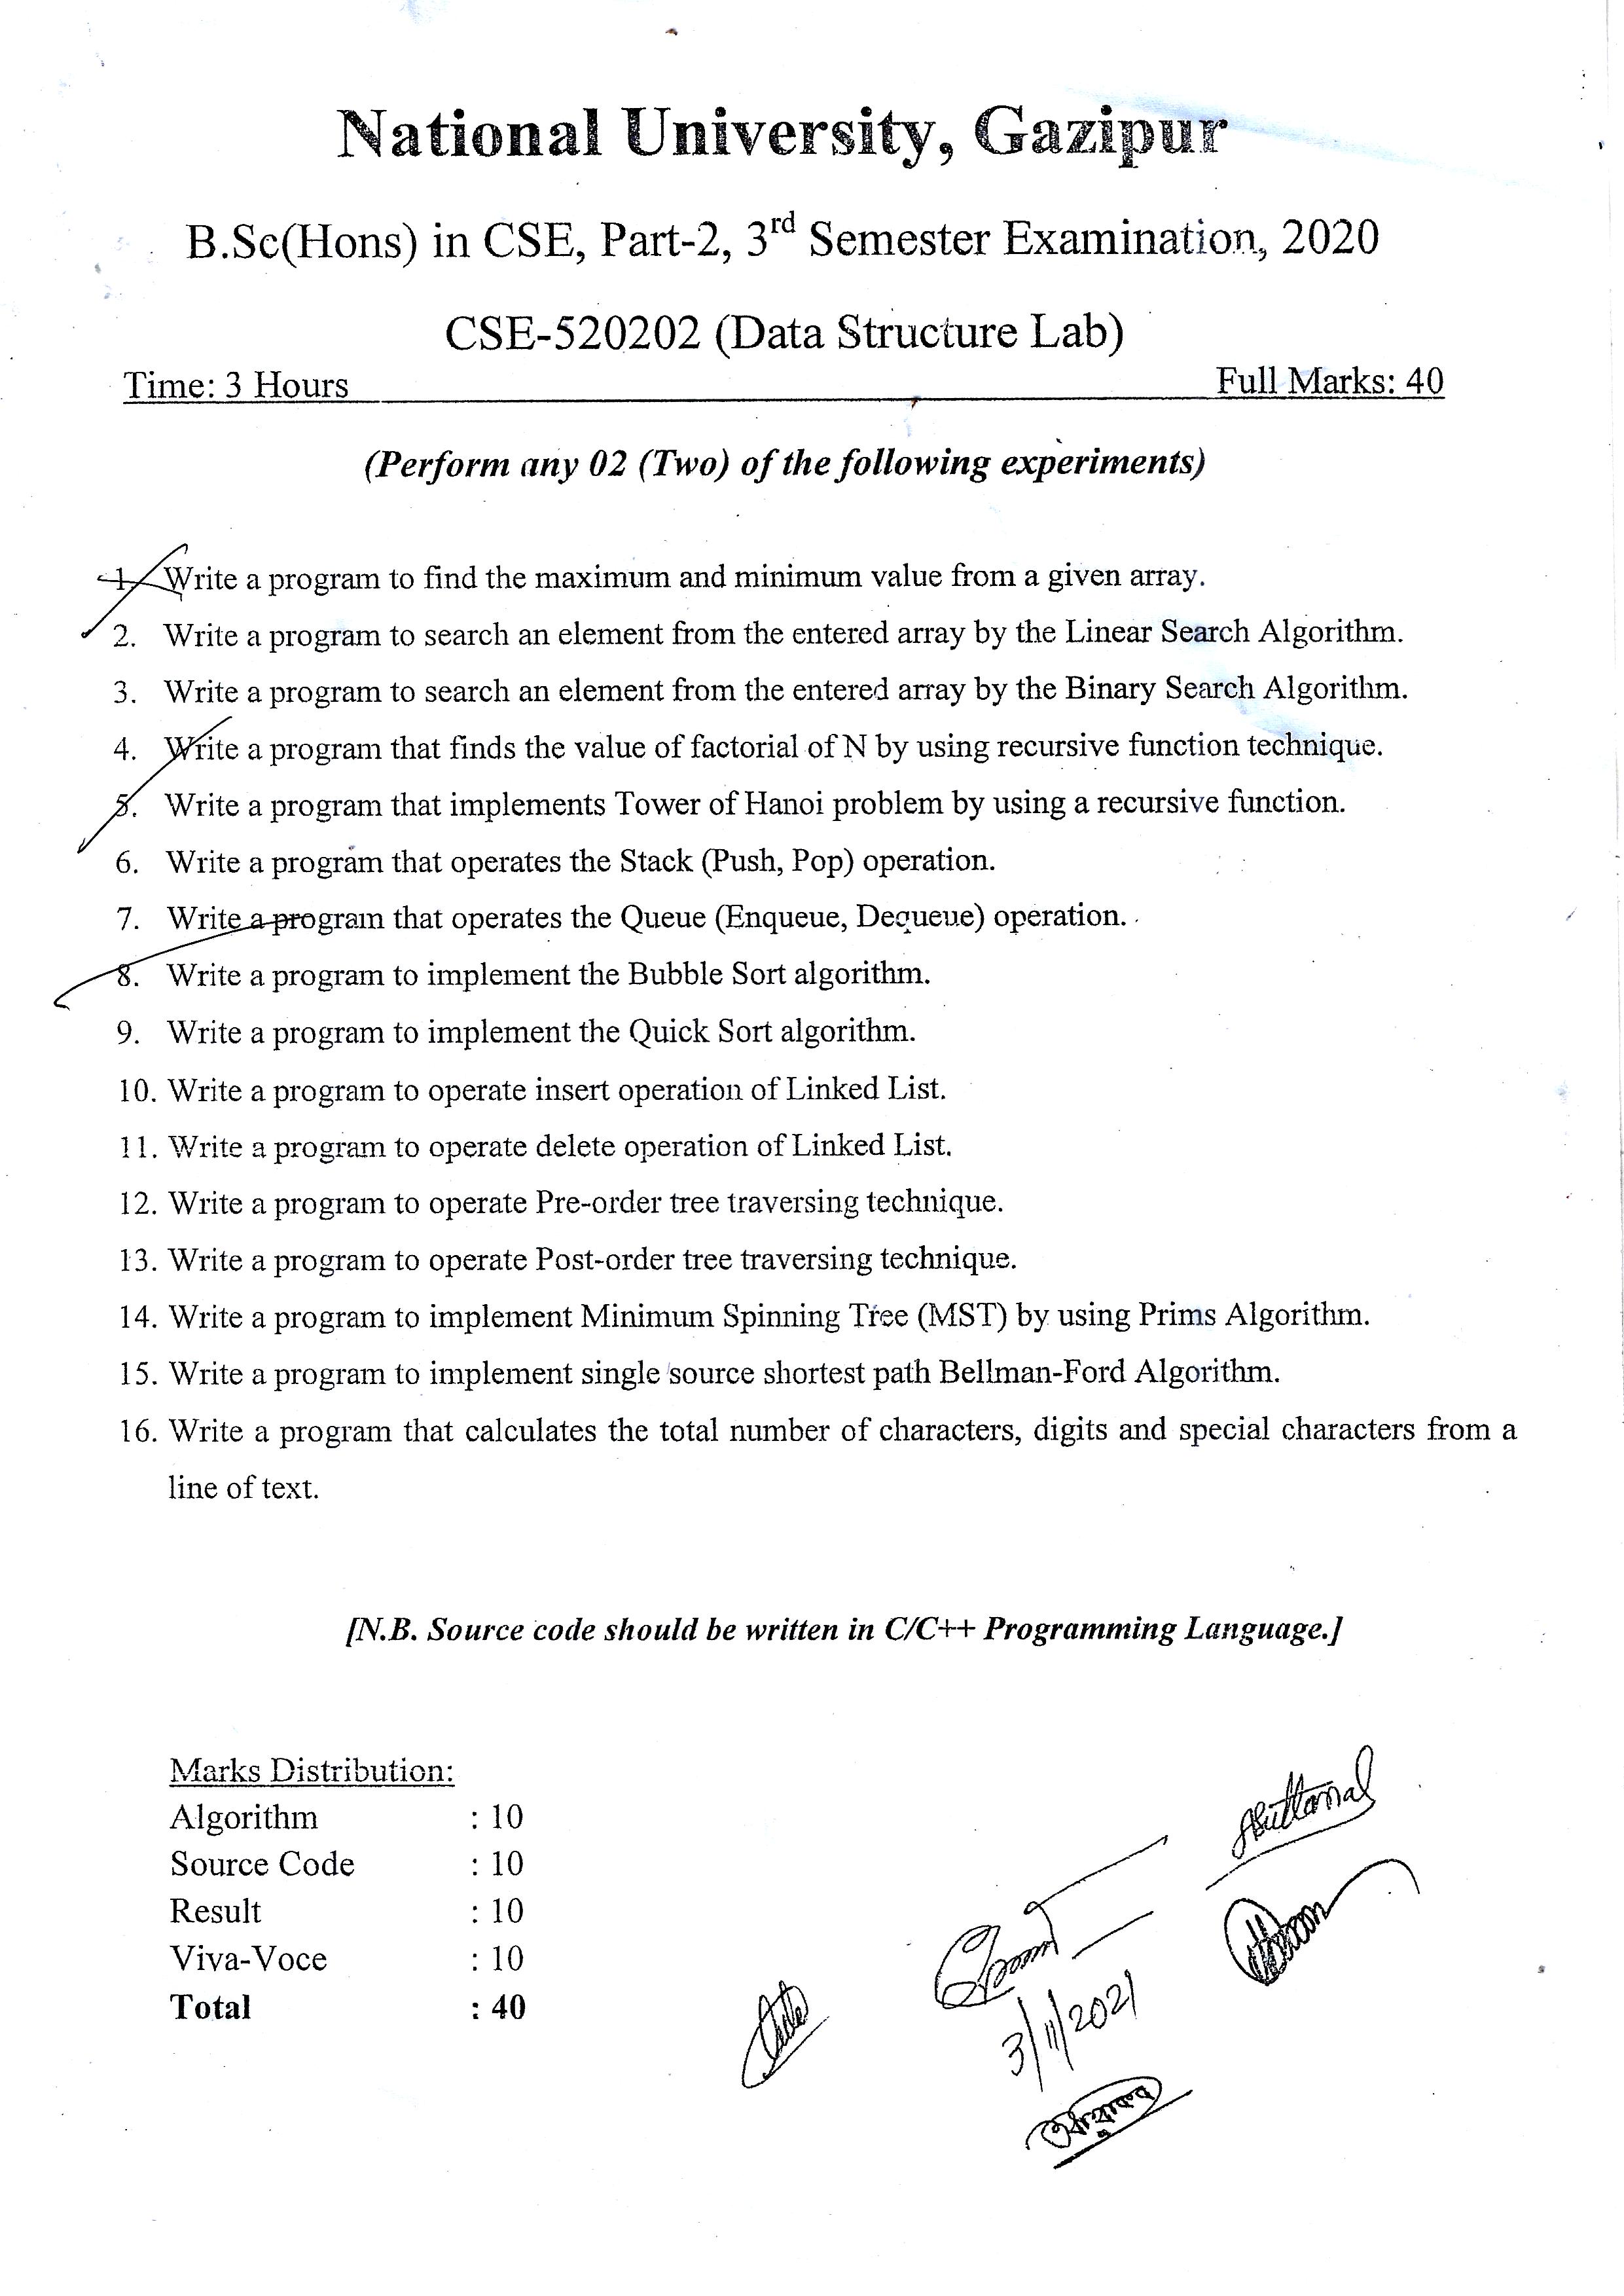 National University, Gazipur
B.Sc(Hons) in CSE, Part-2, 3rd Semester Examination, 2020
CSE-520202 (Data Structure Lab)
Time: 3 Hours Full Marks: 40
(Perform any 02 (Two) of the following experiments)
1. Write a program to find the maximum and minimum value from a given array.
2. Write a program to search an element from the entered array by the Linear Search Algorithm.
3. Write a program to search an element from the entered array by the Binary Search Algorithm.
4. Write a program that finds the value of factorial of N by using recursive function technique.
5. Write a program that implements Tower of Hanoi problem by using a recursive function.
6. Write a program that operates the Stack (Push, Pop) operation.
7. Write a program that operates the Queue (Enqueue, Dequeue) operation.
8. Write a program to implement the Bubble Sort algorithm.
9. Write a program to implement the Quick Sort algorithm.
10. Write a program to operate insert operation of Linked List.
11. Write a program to operate delete operation of Linked List.
12. Write a program to operate Pre-order tree traversing technique.
13. Write a program to operate Post-order tree traversing technique.
14. Write a program to implement Minimum Spinning Tree (MST) by using Prims Algorithm.
15. Write a program to implement single source shortest path Bellman-Ford Algorithm.
16. Write a program that calculates the total number of characters, digits and special characters from a
line of text.
[N.B. Source code should be written in C/C++ Programming Language.]
Marks Distribution:
Algorithm : 10
Source Code : 10
Result : 10
Viva-Voce : 10
Total : 40
3/11/2021